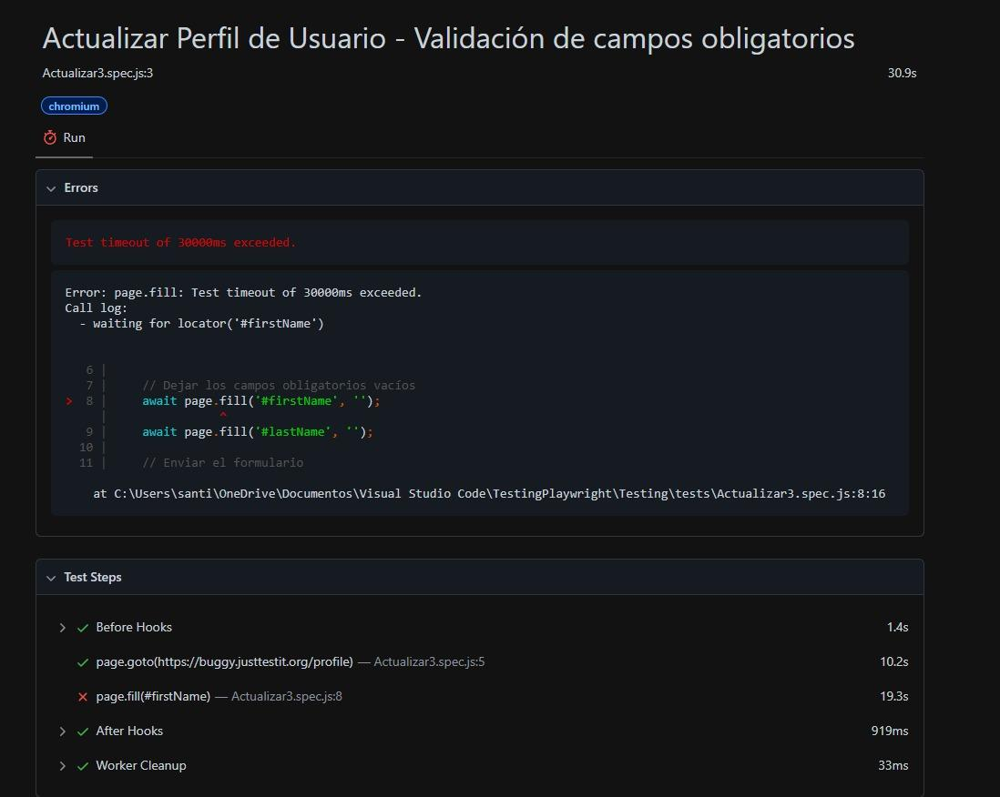 Actualizar Perfil de Usuario - Validación de campos obligatorios
Actualizar3.spec.js:3 30.9s
chromium
Run
Errors
Test timeout of 30000ms exceeded.
Error: page.fill: Test timeout of 30000ms exceeded.
Call log:
- waiting for locator('#firstName')
6 |
7 | // Dejar los campos obligatorios vacíos
> 8 | await page.fill('#firstName', '');
| ^
9 | await page.fill('#lastName', '');
10 |
11 | // Enviar el formulario
at C:\Users\santi\OneDrive\Documentos\Visual Studio Code\TestingPlaywright\Testing\tests\Actualizar3.spec.js:8:16
Test Steps
Before Hooks 1.4s
page.goto(https://buggy.justtestit.org/profile) — Actualizar3.spec.js:5 10.2s
page.fill(#firstName) — Actualizar3.spec.js:8 19.3s
After Hooks 919ms
Worker Cleanup 33ms